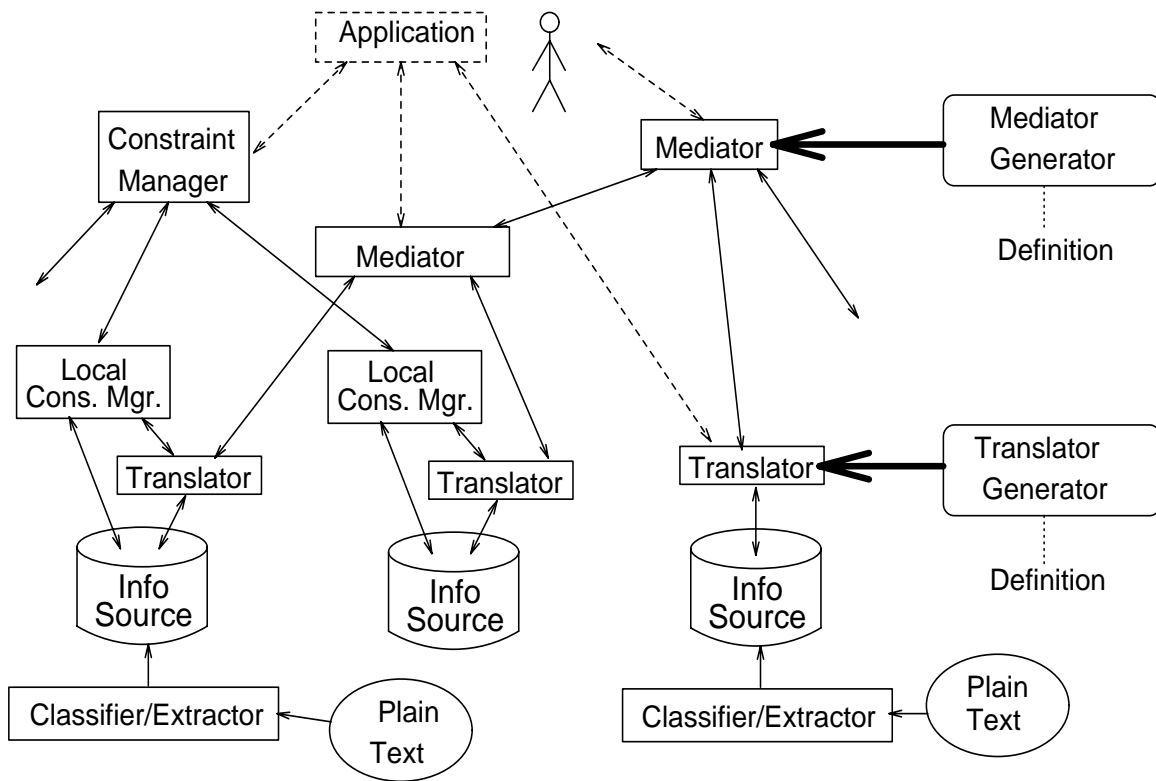 Application
Constraint
Manager
Mediator
Mediator
Generator
Definition
Mediator
Local
Cons. Mgr.
Local
Cons. Mgr.
Translator
Translator
Translator
Translator
Generator
Definition
Info
Source
Info
Source
Info
Source
Classifier/Extractor
Plain
Text
Classifier/Extractor
Plain
Text